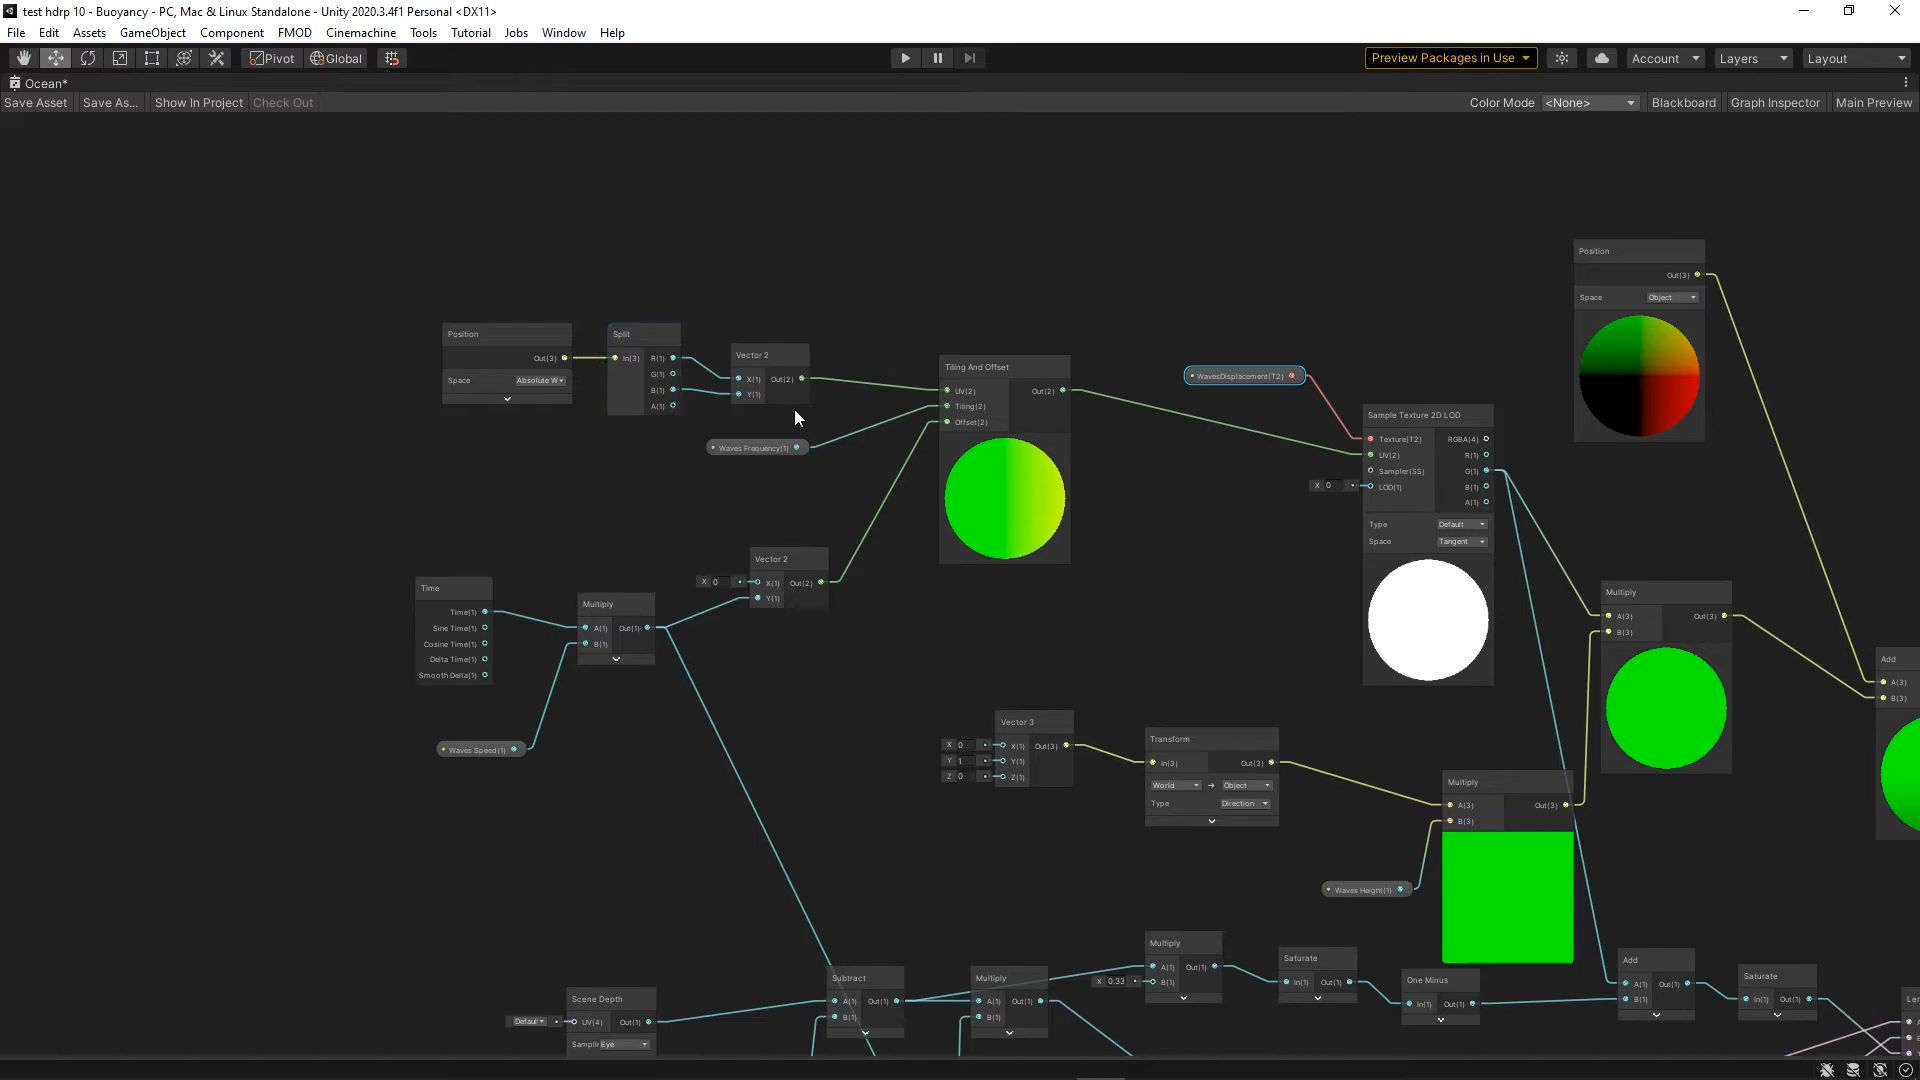 test hdrp 10 - Buoyancy - PC, Mac & Linux Standalone - Unity 2020.3.4f1 Personal <DX11>
File Edit Assets GameObject Component FMOD Cinemachine Tools Tutorial Jobs Window Help
Pivot Global Preview Packages in Use Account Layers Layout
Ocean*
Save Asset Save As... Show In Project Check Out Color Mode <None> Blackboard Graph Inspector Main Preview
Position
Out(3)
Space Object
Position
Out(3)
Space Absolute W
Split
In(3) R(1)
G(1)
B(1)
A(1)
Vector 2
X(1) Out(2)
Y(1)
Waves Frequency(1)
Tiling And Offset
UV(2) Out(2)
Tiling(2)
Offset(2)
WavesDisplacement(T2)
Sample Texture 2D LOD
Texture(T2) RGBA(4)
UV(2) R(1)
Sampler(SS) G(1)
X 0 LOD(1) B(1)
A(1)
Type Default
Space Tangent
Time
Time(1)
Sine Time(1)
Cosine Time(1)
Delta Time(1)
Smooth Delta(1)
Multiply
A(1) Out(1)
B(1)
Vector 2
X 0 X(1) Out(2)
Y(1)
Waves Speed(1)
Multiply
A(3) Out(3)
B(3)
Add
A(3)
B(3)
Vector 3
X 0 X(1) Out(3)
Y 1 Y(1)
Z 0 Z(1)
Transform
In(3) Out(3)
World → Object
Type Direction
Multiply
A(3) Out(3)
B(3)
Waves Height(1)
Scene Depth
Default UV(4) Out(1)
Samplin Eye
Subtract
A(1) Out(1)
B(1)
Multiply
A(1) Out(1)
B(1)
Multiply
A(1) Out(1)
X 0.33 B(1)
Saturate
In(1) Out(1)
One Minus
In(1) Out(1)
Add
A(1) Out(1)
B(1)
Saturate
In(1) Out(1)